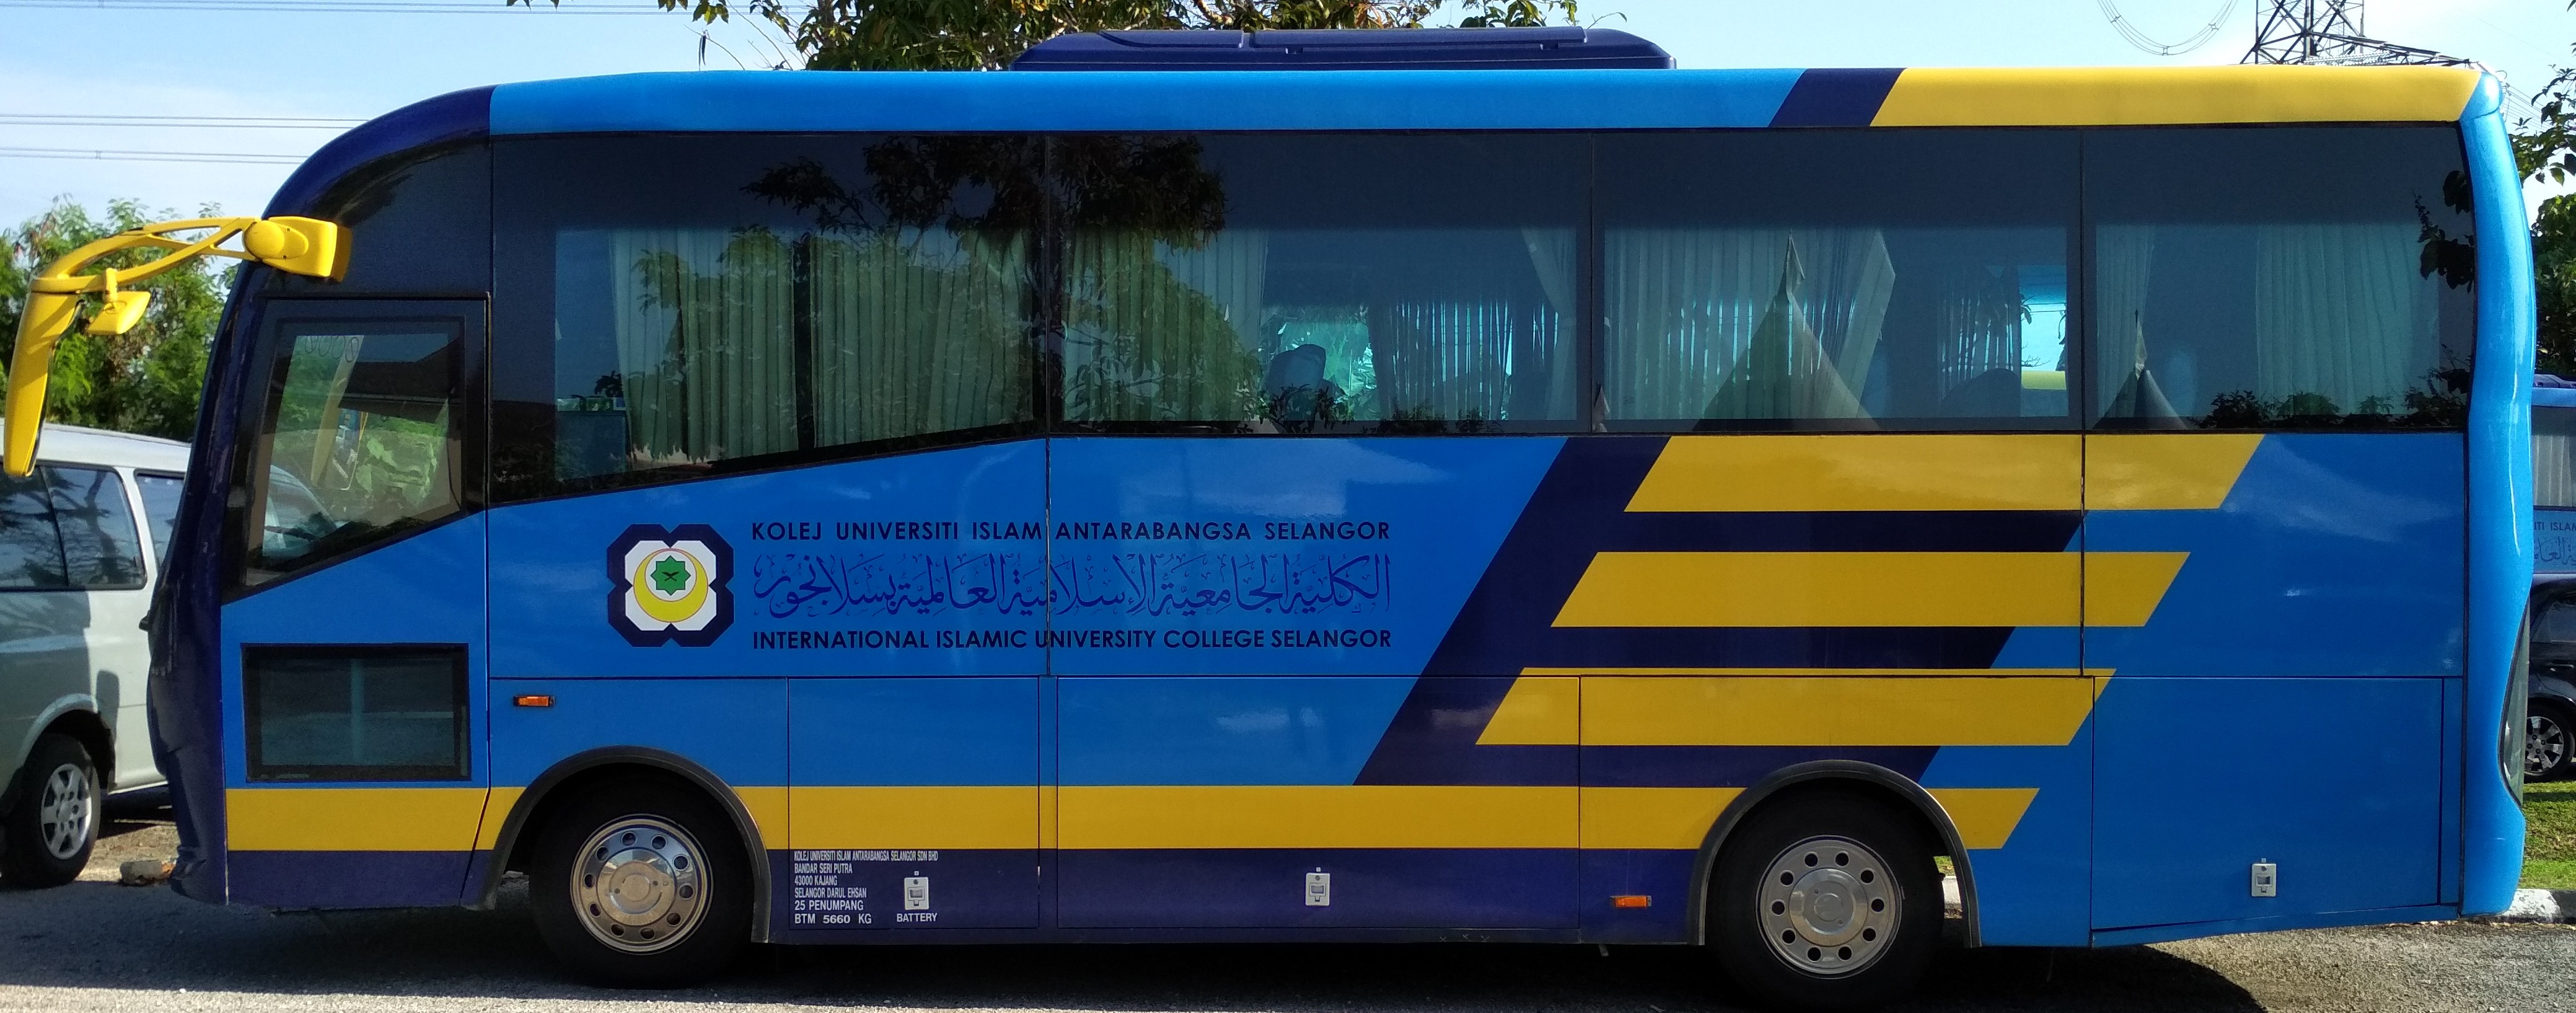 KOLEJ UNIVERSITI ISLAM ANTARABANGSA SELANGOR
الكلية الجامعية الإسلامية العالمية بسلانجور
INTERNATIONAL ISLAMIC UNIVERSITY COLLEGE SELANGOR
KOLEJ UNIVERSITI ISLAM ANTARABANGSA SELANGOR SDN BHD
BANDAR SERI PUTRA
43000 KAJANG
SELANGOR DARUL EHSAN
25 PENUMPANG
BTM 5660 KG
BATTERY